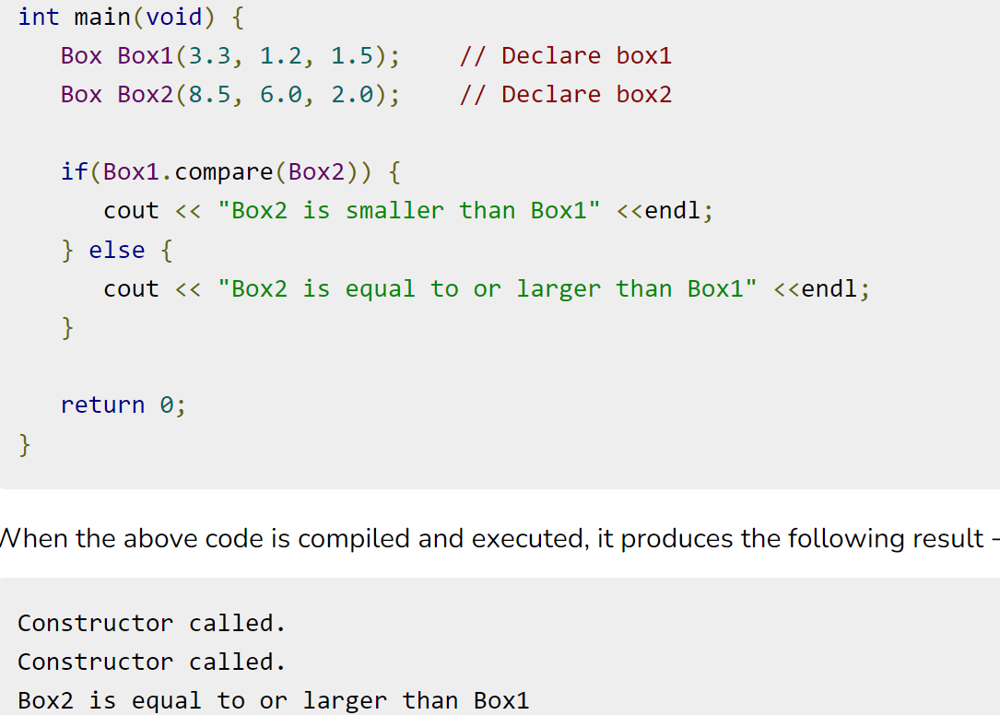 int main(void) {
   Box Box1(3.3, 1.2, 1.5);    // Declare box1
   Box Box2(8.5, 6.0, 2.0);    // Declare box2
   if(Box1.compare(Box2)) {
      cout << "Box2 is smaller than Box1" <<endl;
   } else {
      cout << "Box2 is equal to or larger than Box1" <<endl;
   }
   return 0;
}
When the above code is compiled and executed, it produces the following result -
Constructor called.
Constructor called.
Box2 is equal to or larger than Box1